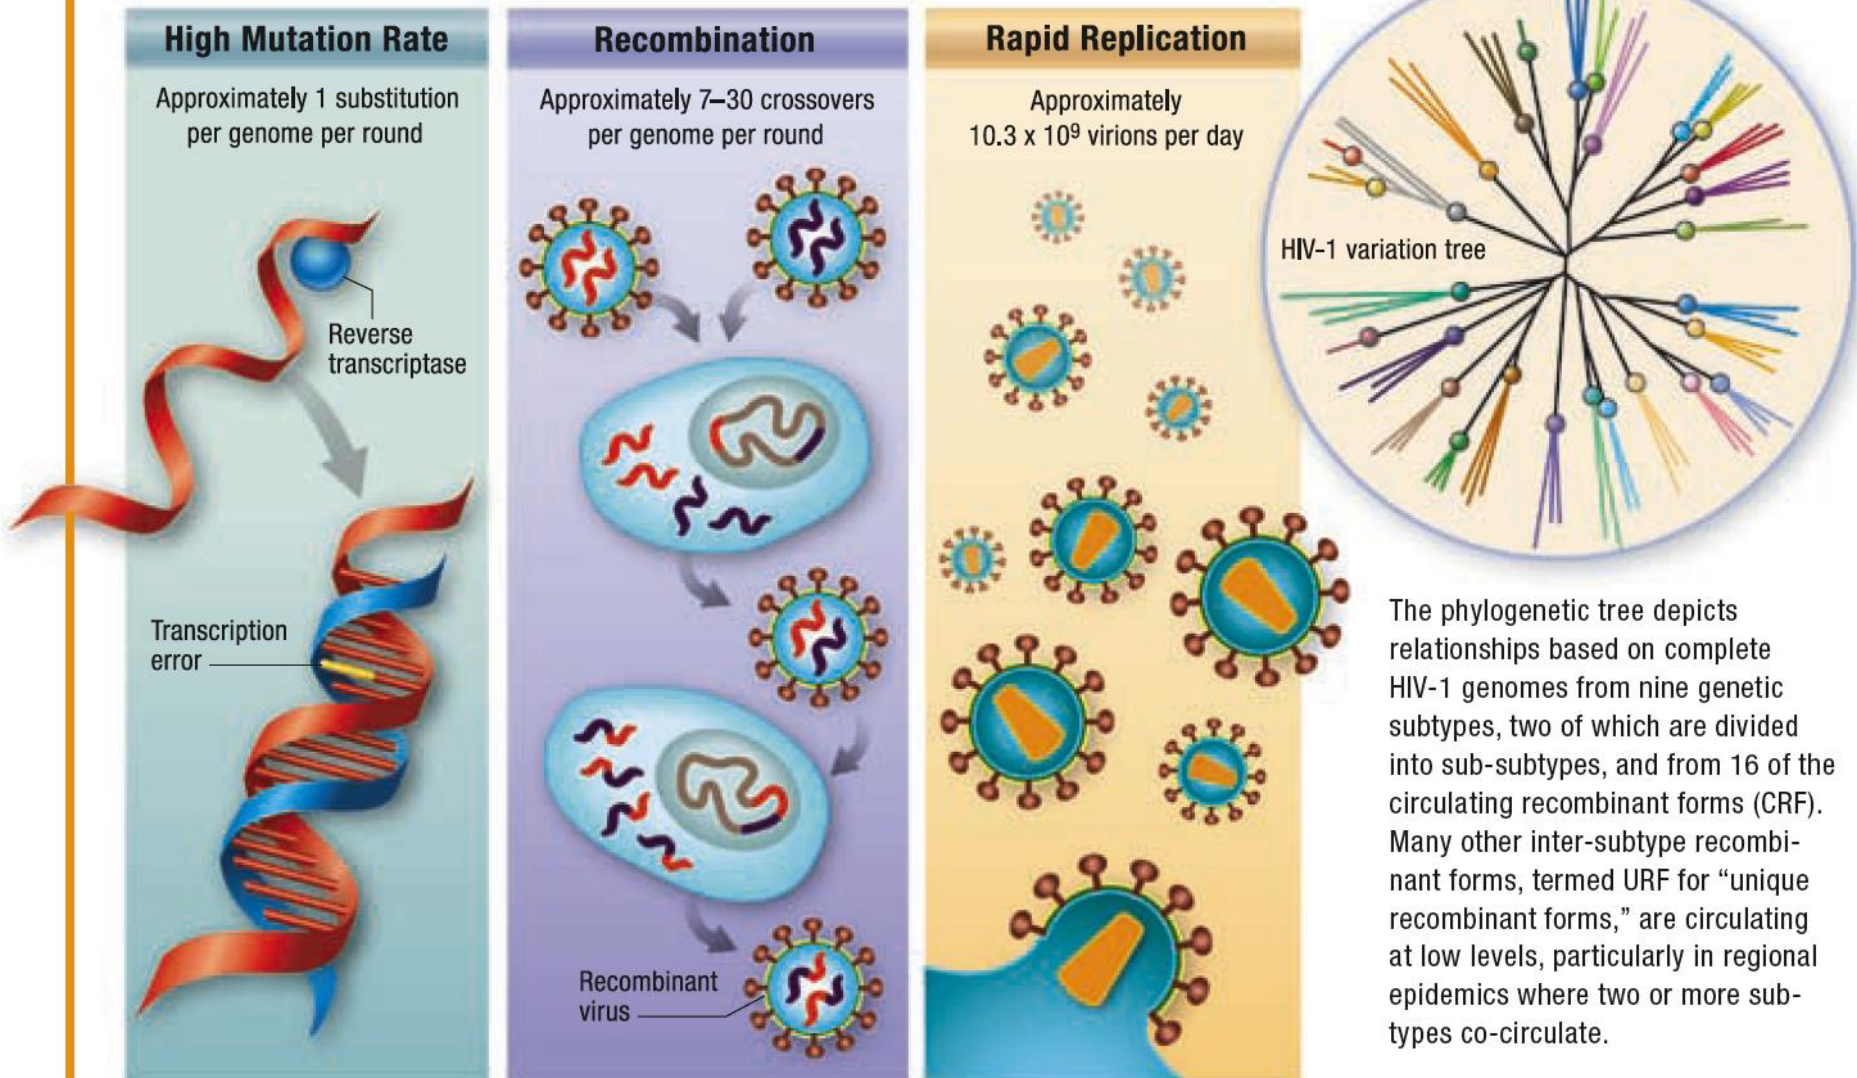 High Mutation Rate
Approximately 1 substitution
per genome per round
Reverse
transcriptase
Transcription
error
Recombination
Approximately 7–30 crossovers
per genome per round
Recombinant
virus
Rapid Replication
Approximately
10.3 x 10⁹ virions per day
HIV-1 variation tree
The phylogenetic tree depicts
relationships based on complete
HIV-1 genomes from nine genetic
subtypes, two of which are divided
into sub-subtypes, and from 16 of the
circulating recombinant forms (CRF).
Many other inter-subtype recombi-
nant forms, termed URF for “unique
recombinant forms,” are circulating
at low levels, particularly in regional
epidemics where two or more sub-
types co-circulate.